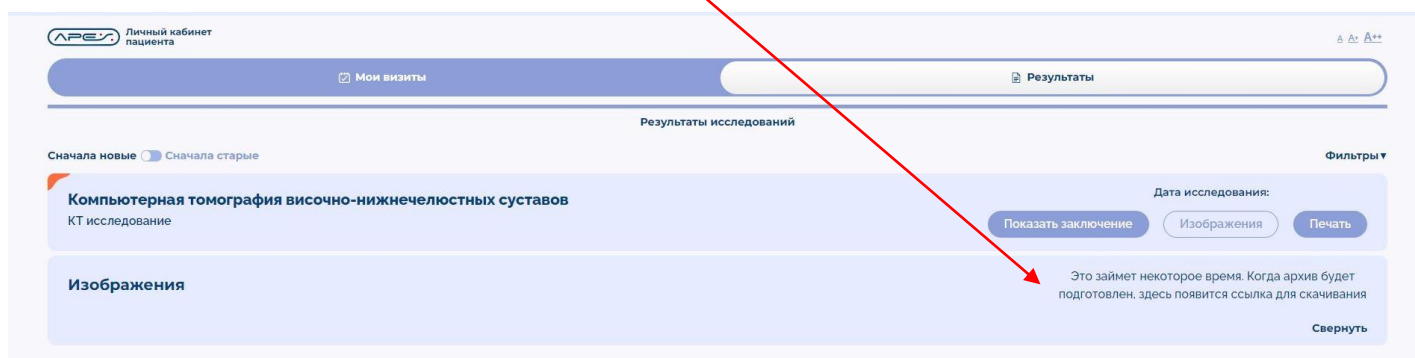 АРЕХ Личный кабинет
пациента
A A+ A++
Мои визиты
Результаты
Результаты исследований
Сначала новые Сначала старые
Фильтры▼
Компьютерная томография височно-нижнечелюстных суставов
КТ исследование
Дата исследования:
Показать заключение Изображения Печать
Изображения
Это займет некоторое время. Когда архив будет
подготовлен, здесь появится ссылка для скачивания
Свернуть